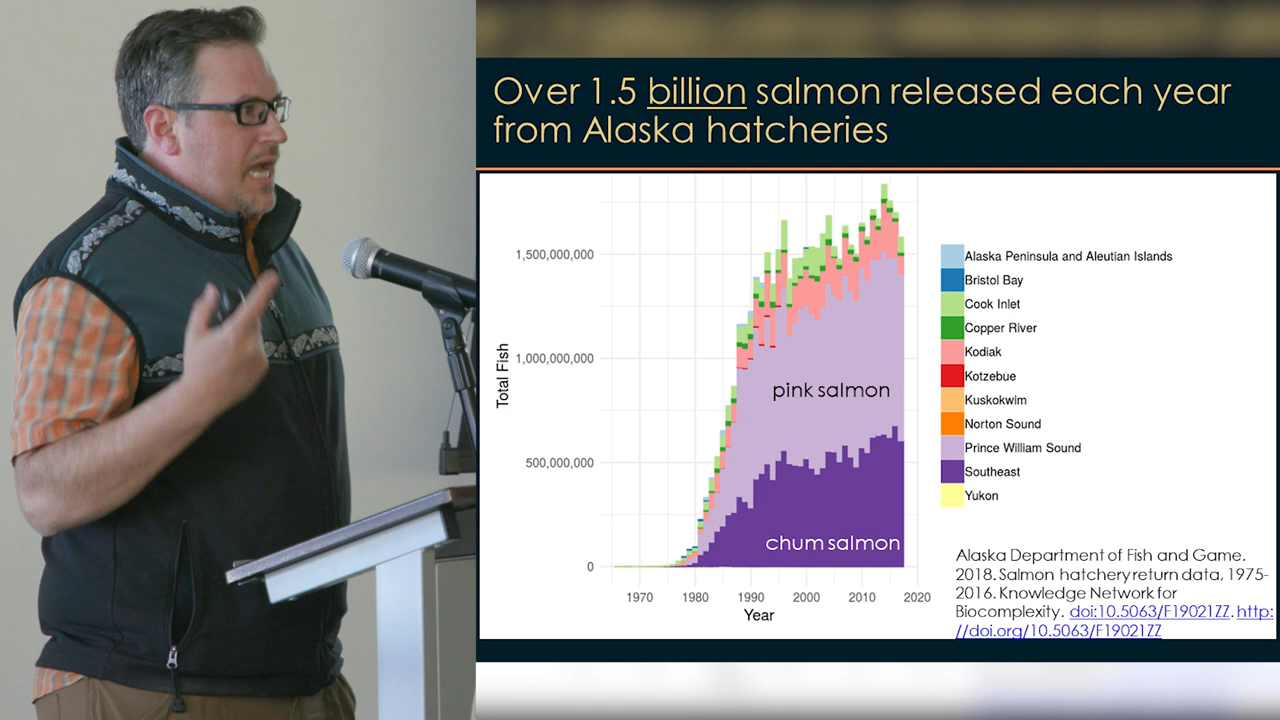 Over 1.5 billion salmon released each year
from Alaska hatcheries
Total Fish
1,500,000,000
1,000,000,000
500,000,000
0
pink salmon
chum salmon
1970 1980 1990 2000 2010 2020
Year
Alaska Peninsula and Aleutian Islands
Bristol Bay
Cook Inlet
Copper River
Kodiak
Kotzebue
Kuskokwim
Norton Sound
Prince William Sound
Southeast
Yukon
Alaska Department of Fish and Game.
2018. Salmon hatchery return data, 1975-
2016. Knowledge Network for
Biocomplexity. doi:10.5063/F19021ZZ. http:
//doi.org/10.5063/F19021ZZ